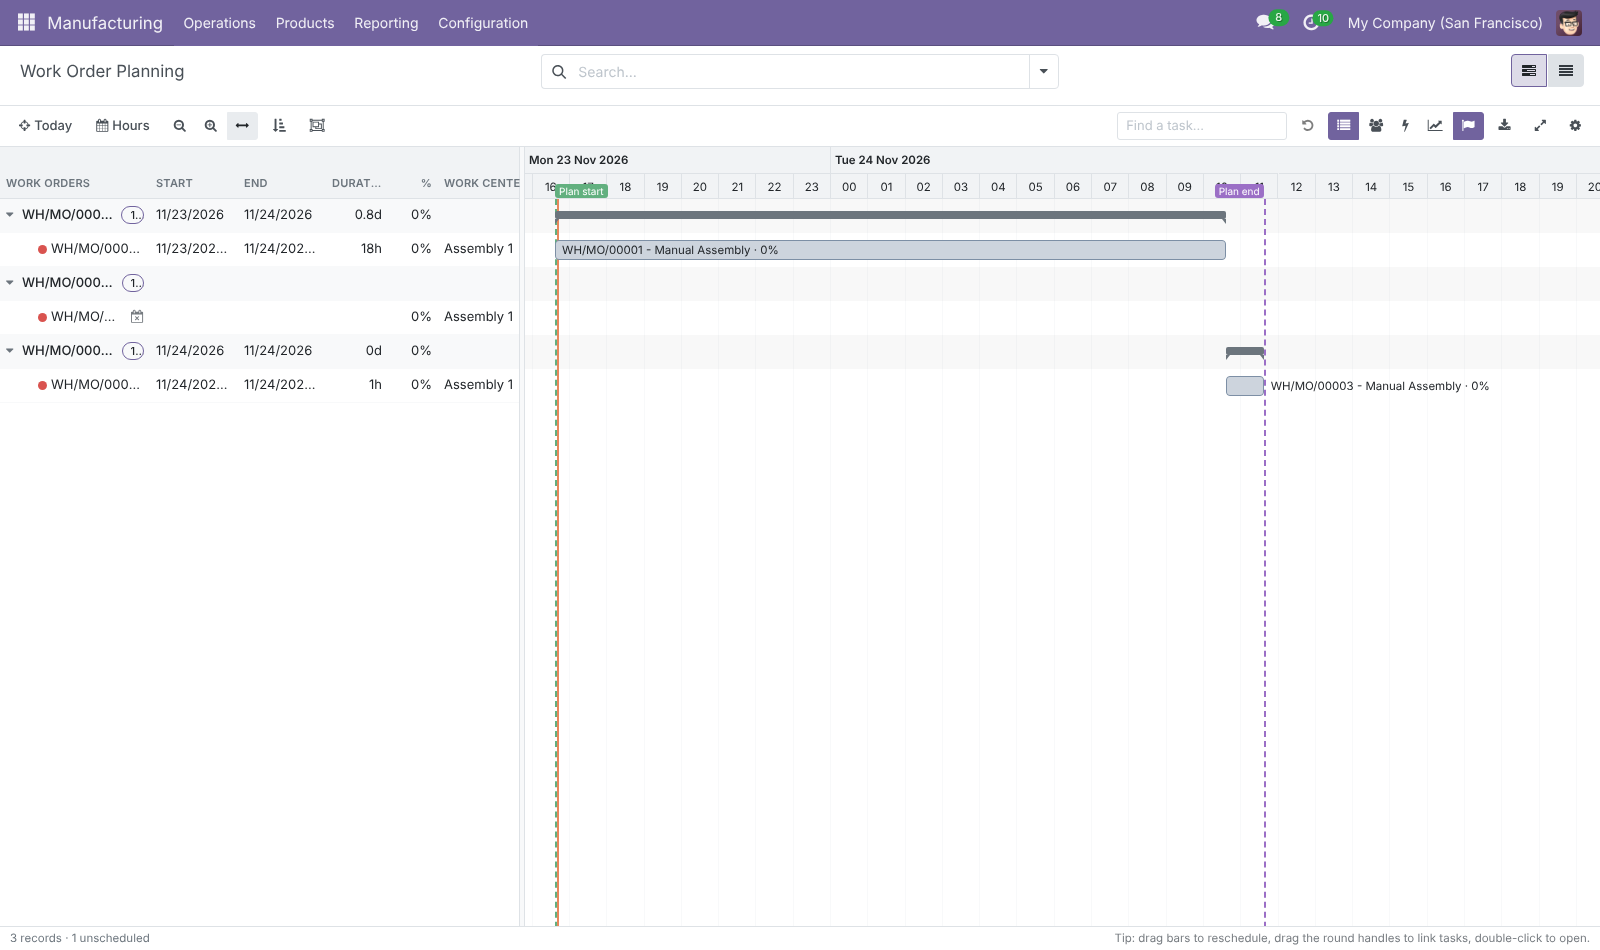 Manufacturing Operations Products Reporting Configuration 8 10 My Company (San Francisco)
Work Order Planning Search...
Today Hours Find a task...
Mon 23 Nov 2026 Tue 24 Nov 2026
WORK ORDERS START END DURAT... % WORK CENTE
16 Plan start 18 19 20 21 22 23 00 01 02 03 04 05 06 07 08 09 Plan end 12 13 14 15 16 17 18 19 20
WH/MO/000... 1.. 11/23/2026 11/24/2026 0.8d 0%
WH/MO/000... 11/23/202... 11/24/202... 18h 0% Assembly 1 WH/MO/00001 - Manual Assembly · 0%
WH/MO/000... 1..
WH/MO/... 0% Assembly 1
WH/MO/000... 1.. 11/24/2026 11/24/2026 0d 0%
WH/MO/000... 11/24/202... 11/24/202... 1h 0% Assembly 1 WH/MO/00003 - Manual Assembly · 0%
3 records · 1 unscheduled Tip: drag bars to reschedule, drag the round handles to link tasks, double-click to open.